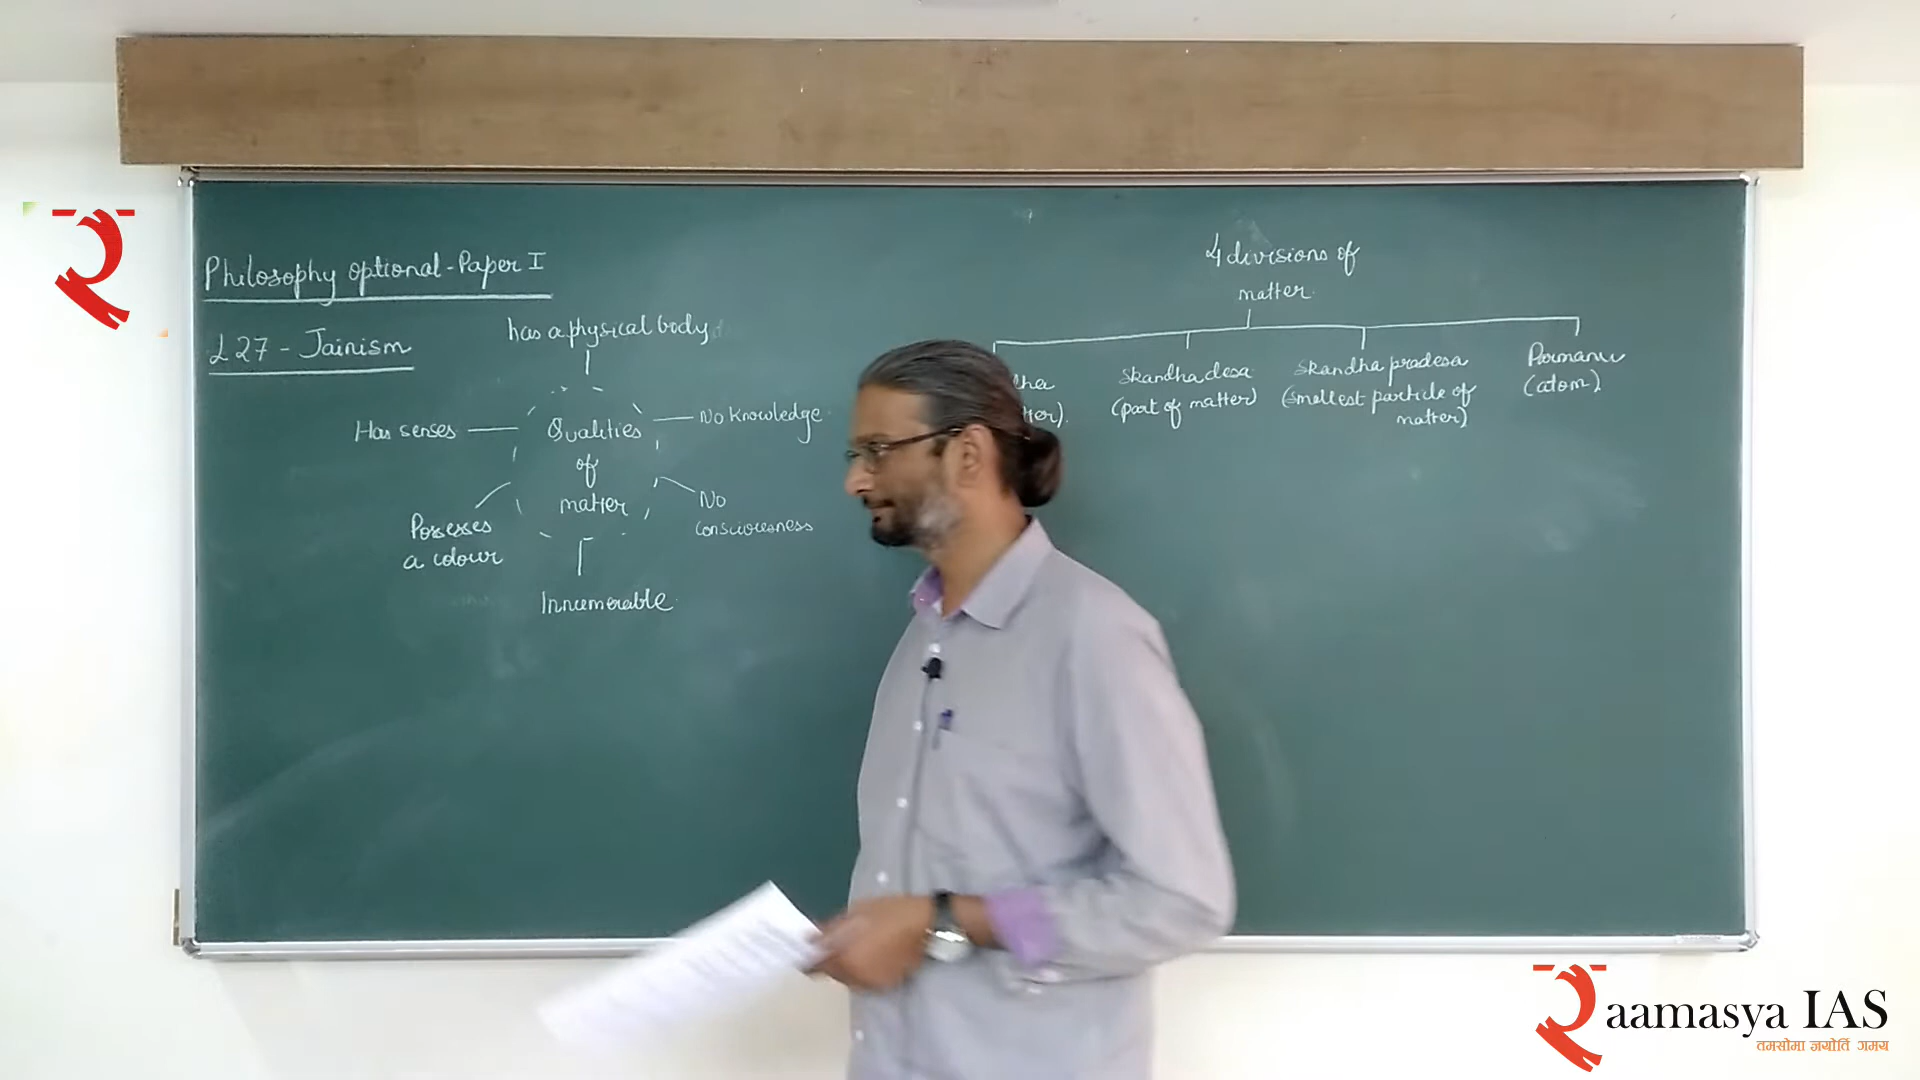 Philosophy optional - Paper I
L 27 - Jainism
has a physical body
Has senses
Qualities
of
matter
No knowledge
No
consciousness
Possesses
a colour
Innumerable
4 divisions of
matter
Skandha desa
(part of matter)
Skandha pradesa
(smallest particle of
matter)
Parmanu
(atom)
aamasya IAS
तमसोमा ज्योर्ति गमय